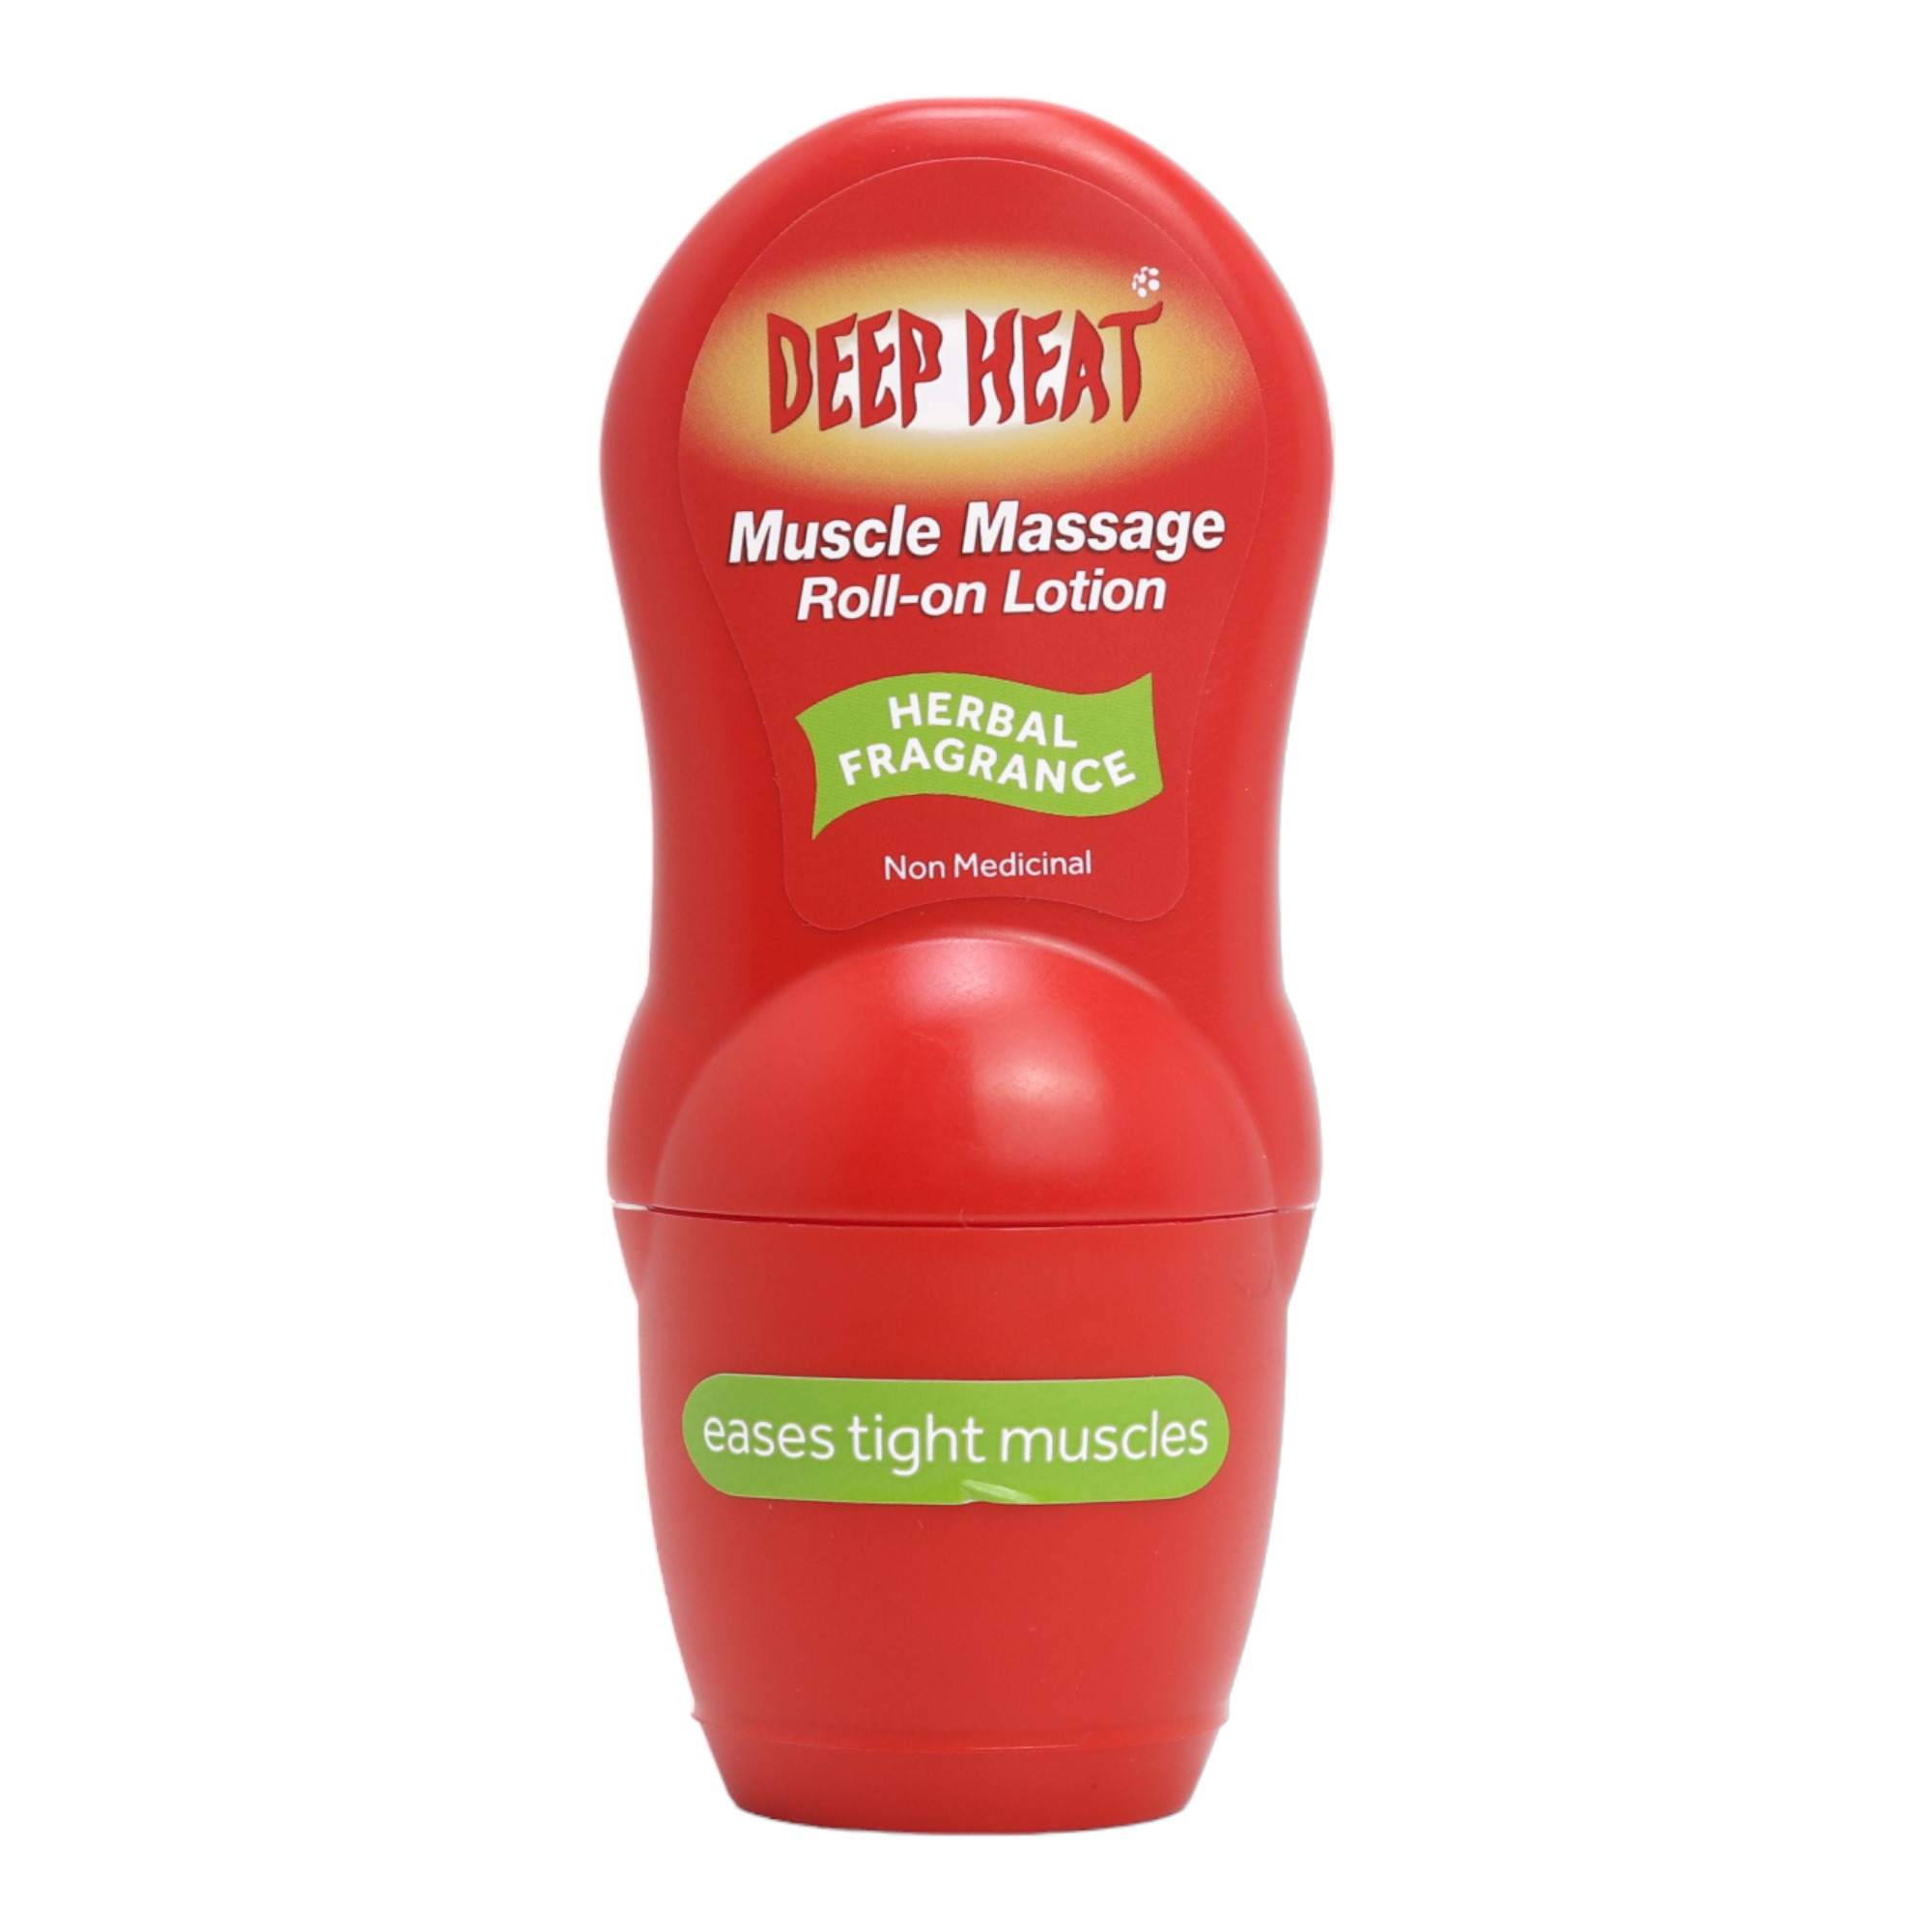 DEEP HEAT
Muscle Massage
Roll-on Lotion
HERBAL
FRAGRANCE
Non Medicinal
eases tight muscles